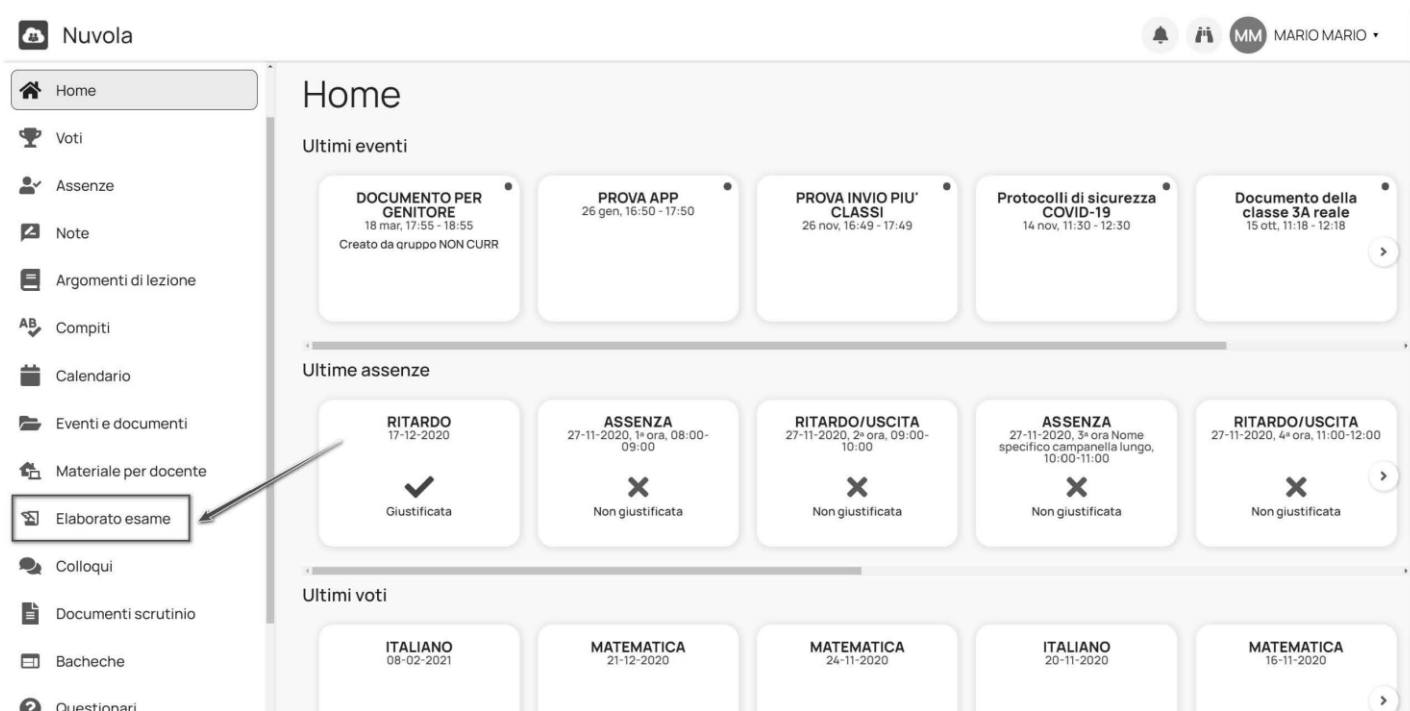 Nuvola
MM MARIO MARIO
Home
Voti
Assenze
Note
Argomenti di lezione
AB Compiti
Calendario
Eventi e documenti
Materiale per docente
Elaborato esame
Colloqui
Documenti scrutinio
Bacheche
Questionari
Home
Ultimi eventi
DOCUMENTO PER
GENITORE
18 mar, 17:55 - 18:55
Creato da gruppo NON CURR
PROVA APP
26 gen, 16:50 - 17:50
PROVA INVIO PIU'
CLASSI
26 nov, 16:49 - 17:49
Protocolli di sicurezza
COVID-19
14 nov, 11:30 - 12:30
Documento della
classe 3A reale
15 ott, 11:18 - 12:18
Ultime assenze
RITARDO
17-12-2020
Giustificata
ASSENZA
27-11-2020, 1ª ora, 08:00-
09:00
Non giustificata
RITARDO/USCITA
27-11-2020, 2ª ora, 09:00-
10:00
Non giustificata
ASSENZA
27-11-2020, 3ª ora Nome
specifico campanella lungo,
10:00-11:00
Non giustificata
RITARDO/USCITA
27-11-2020, 4ª ora, 11:00-12:00
Non giustificata
Ultimi voti
ITALIANO
08-02-2021
MATEMATICA
21-12-2020
MATEMATICA
24-11-2020
ITALIANO
20-11-2020
MATEMATICA
16-11-2020